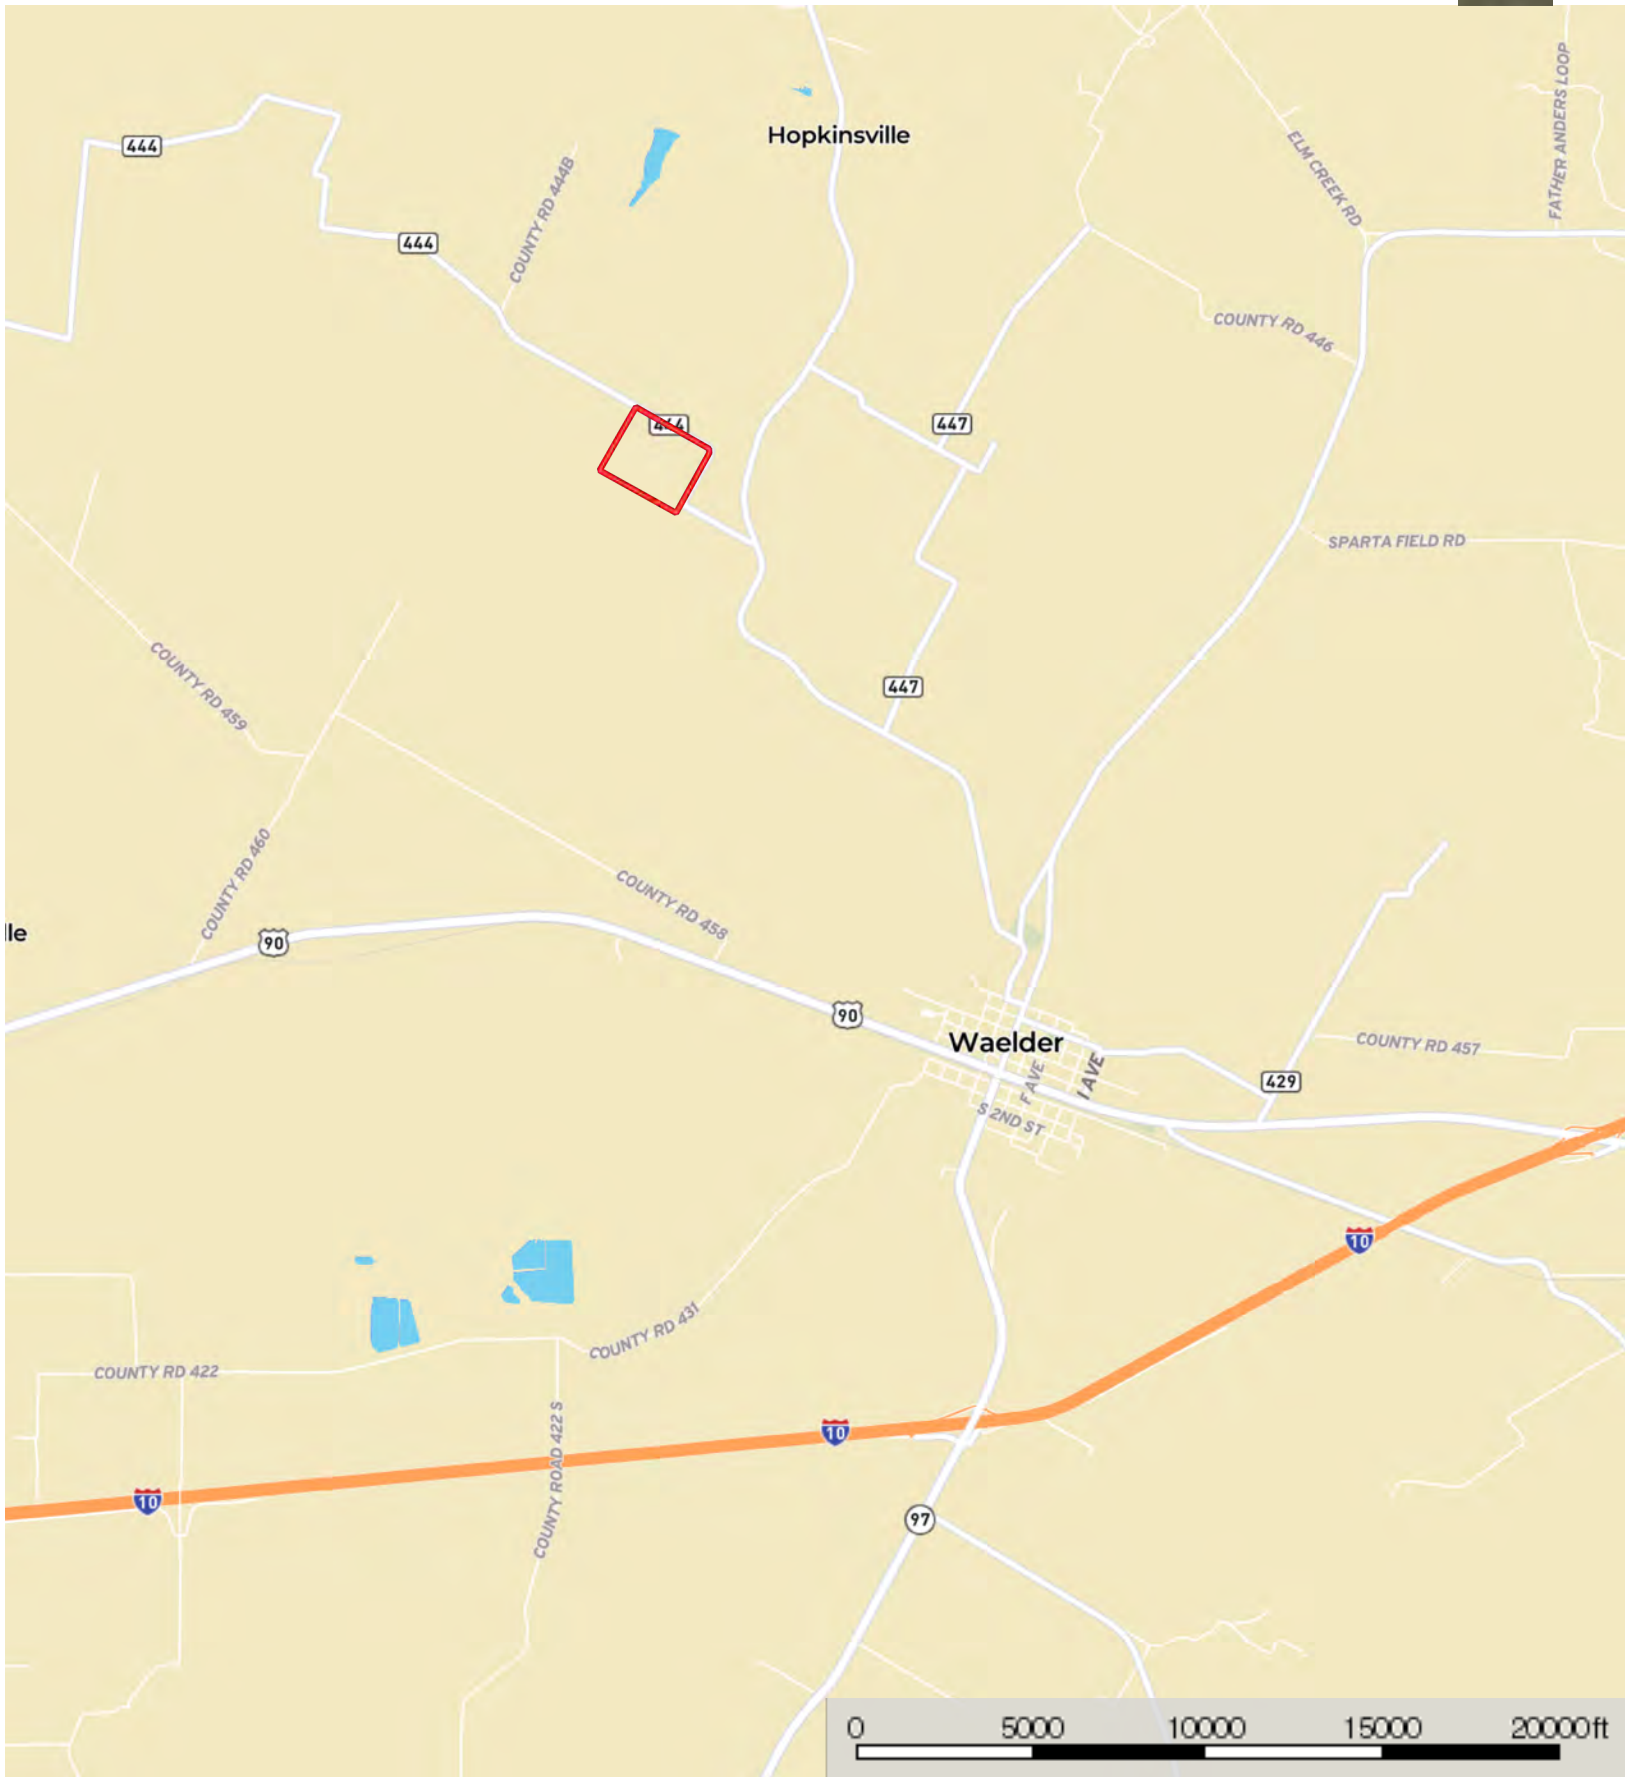 FATHER ANDERS LOOP
Hopkinsville
444
ELM CREEK RD
COUNTY RD 444B
444
COUNTY RD 446
444
447
SPARTA FIELD RD
COUNTY RD 459
447
COUNTY RD 460
COUNTY RD 458
lle
90
90
Waelder
COUNTY RD 457
F AVE
I AVE
429
S 2ND ST
10
COUNTY RD 431
COUNTY RD 422
COUNTY ROAD 422 S
10
10
97
0 5000 10000 15000 20000ft